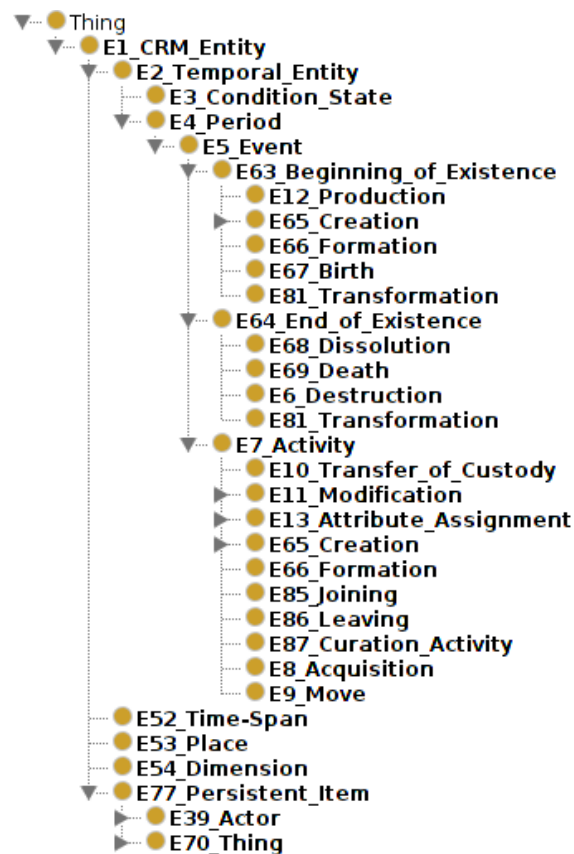 Thing
E1_CRM_Entity
E2_Temporal_Entity
E3_Condition_State
E4_Period
E5_Event
E63_Beginning_of_Existence
E12_Production
E65_Creation
E66_Formation
E67_Birth
E81_Transformation
E64_End_of_Existence
E68_Dissolution
E69_Death
E6_Destruction
E81_Transformation
E7_Activity
E10_Transfer_of_Custody
E11_Modification
E13_Attribute_Assignment
E65_Creation
E66_Formation
E85_Joining
E86_Leaving
E87_Curation_Activity
E8_Acquisition
E9_Move
E52_Time-Span
E53_Place
E54_Dimension
E77_Persistent_Item
E39_Actor
E70_Thing